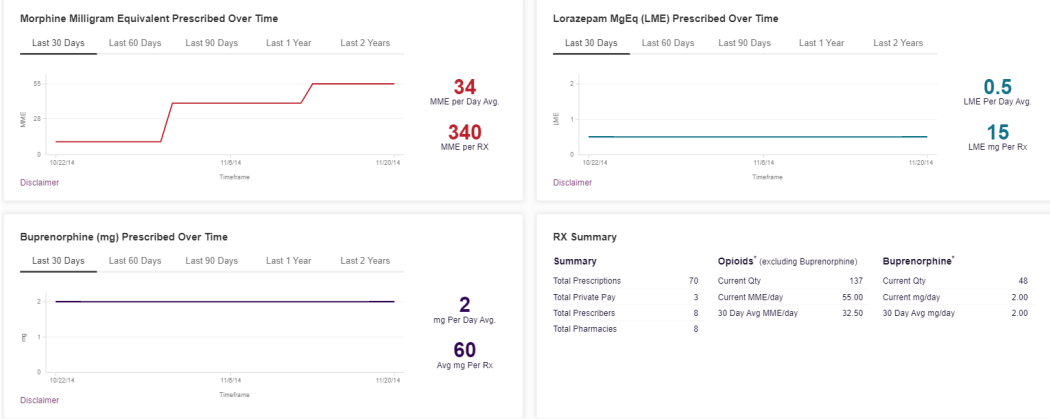 Morphine Milligram Equivalent Prescribed Over Time
Last 30 Days Last 60 Days Last 90 Days Last 1 Year Last 2 Years
55
28
0
MME
10/22/14 11/6/14 11/20/14
Timeframe
34
MME per Day Avg.
340
MME per RX
Disclaimer
Lorazepam MgEq (LME) Prescribed Over Time
Last 30 Days Last 60 Days Last 90 Days Last 1 Year Last 2 Years
2
1
0
LME
10/22/14 11/6/14 11/20/14
Timeframe
0.5
LME Per Day Avg.
15
LME mg Per Rx
Disclaimer
Buprenorphine (mg) Prescribed Over Time
Last 30 Days Last 60 Days Last 90 Days Last 1 Year Last 2 Years
2
1
0
mg
10/22/14 11/6/14 11/20/14
Timeframe
2
mg Per Day Avg.
60
Avg mg Per Rx
Disclaimer
RX Summary
Summary
Total Prescriptions 70
Total Private Pay 3
Total Prescribers 8
Total Pharmacies 8
Opioids* (excluding Buprenorphine)
Current Qty 137
Current MME/day 55.00
30 Day Avg MME/day 32.50
Buprenorphine*
Current Qty 48
Current mg/day 2.00
30 Day Avg mg/day 2.00